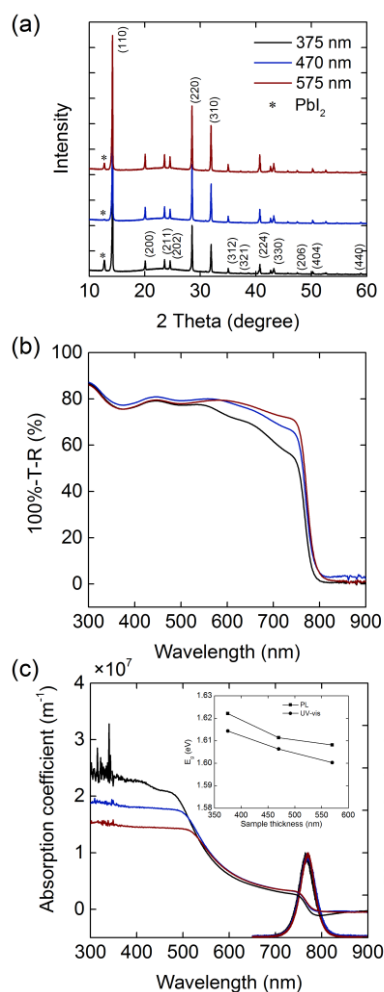 (a)
375 nm
470 nm
575 nm
* PbI₂
Intensity
(110)
(220)
(310)
*
*
*
(200)
(211)
(202)
(312)
(321)
(224)
(330)
(206)
(404)
(440)
10 20 30 40 50 60
2 Theta (degree)
(b)
100%-T-R (%)
100
80
60
40
20
0
300 400 500 600 700 800 900
Wavelength (nm)
(c)
×10⁷
Absorption coefficient (m⁻¹)
4
3
2
1
0
300 400 500 600 700 800 900
Wavelength (nm)
PL
UV-vis
E₉ (eV)
1.63
1.62
1.61
1.60
1.59
1.58
350 400 450 500 550 600
Sample thickness (nm)